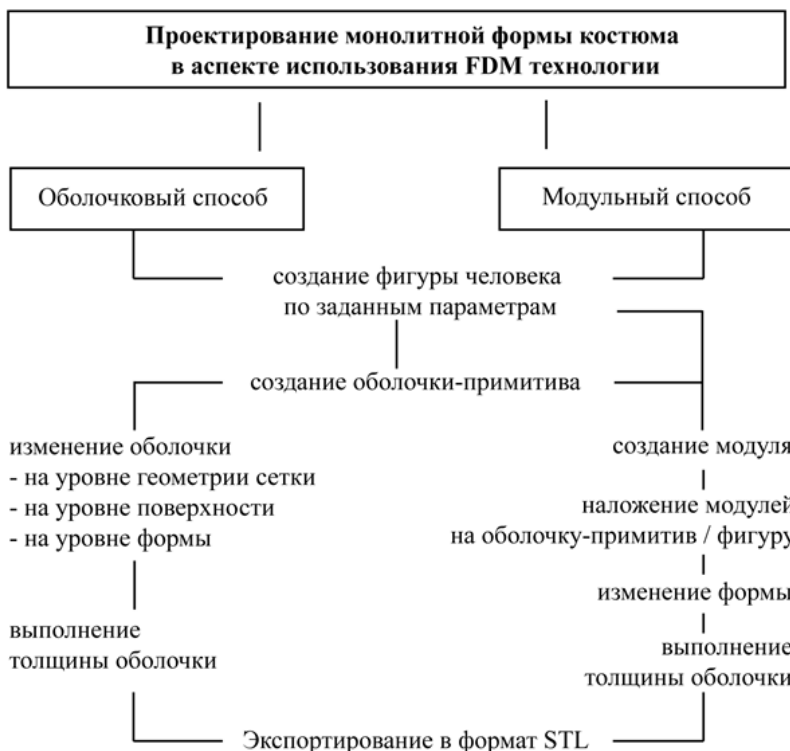 Проектирование монолитной формы костюма
в аспекте использования FDM технологии
Оболочковый способ
Модульный способ
создание фигуры человека
по заданным параметрам
создание оболочки-примитива
изменение оболочки
- на уровне геометрии сетки
- на уровне поверхности
- на уровне формы
выполнение
толщины оболочки
создание модуля
наложение модулей
на оболочку-примитив / фигуру
изменение формы
выполнение
толщины оболочки
Экспортирование в формат STL